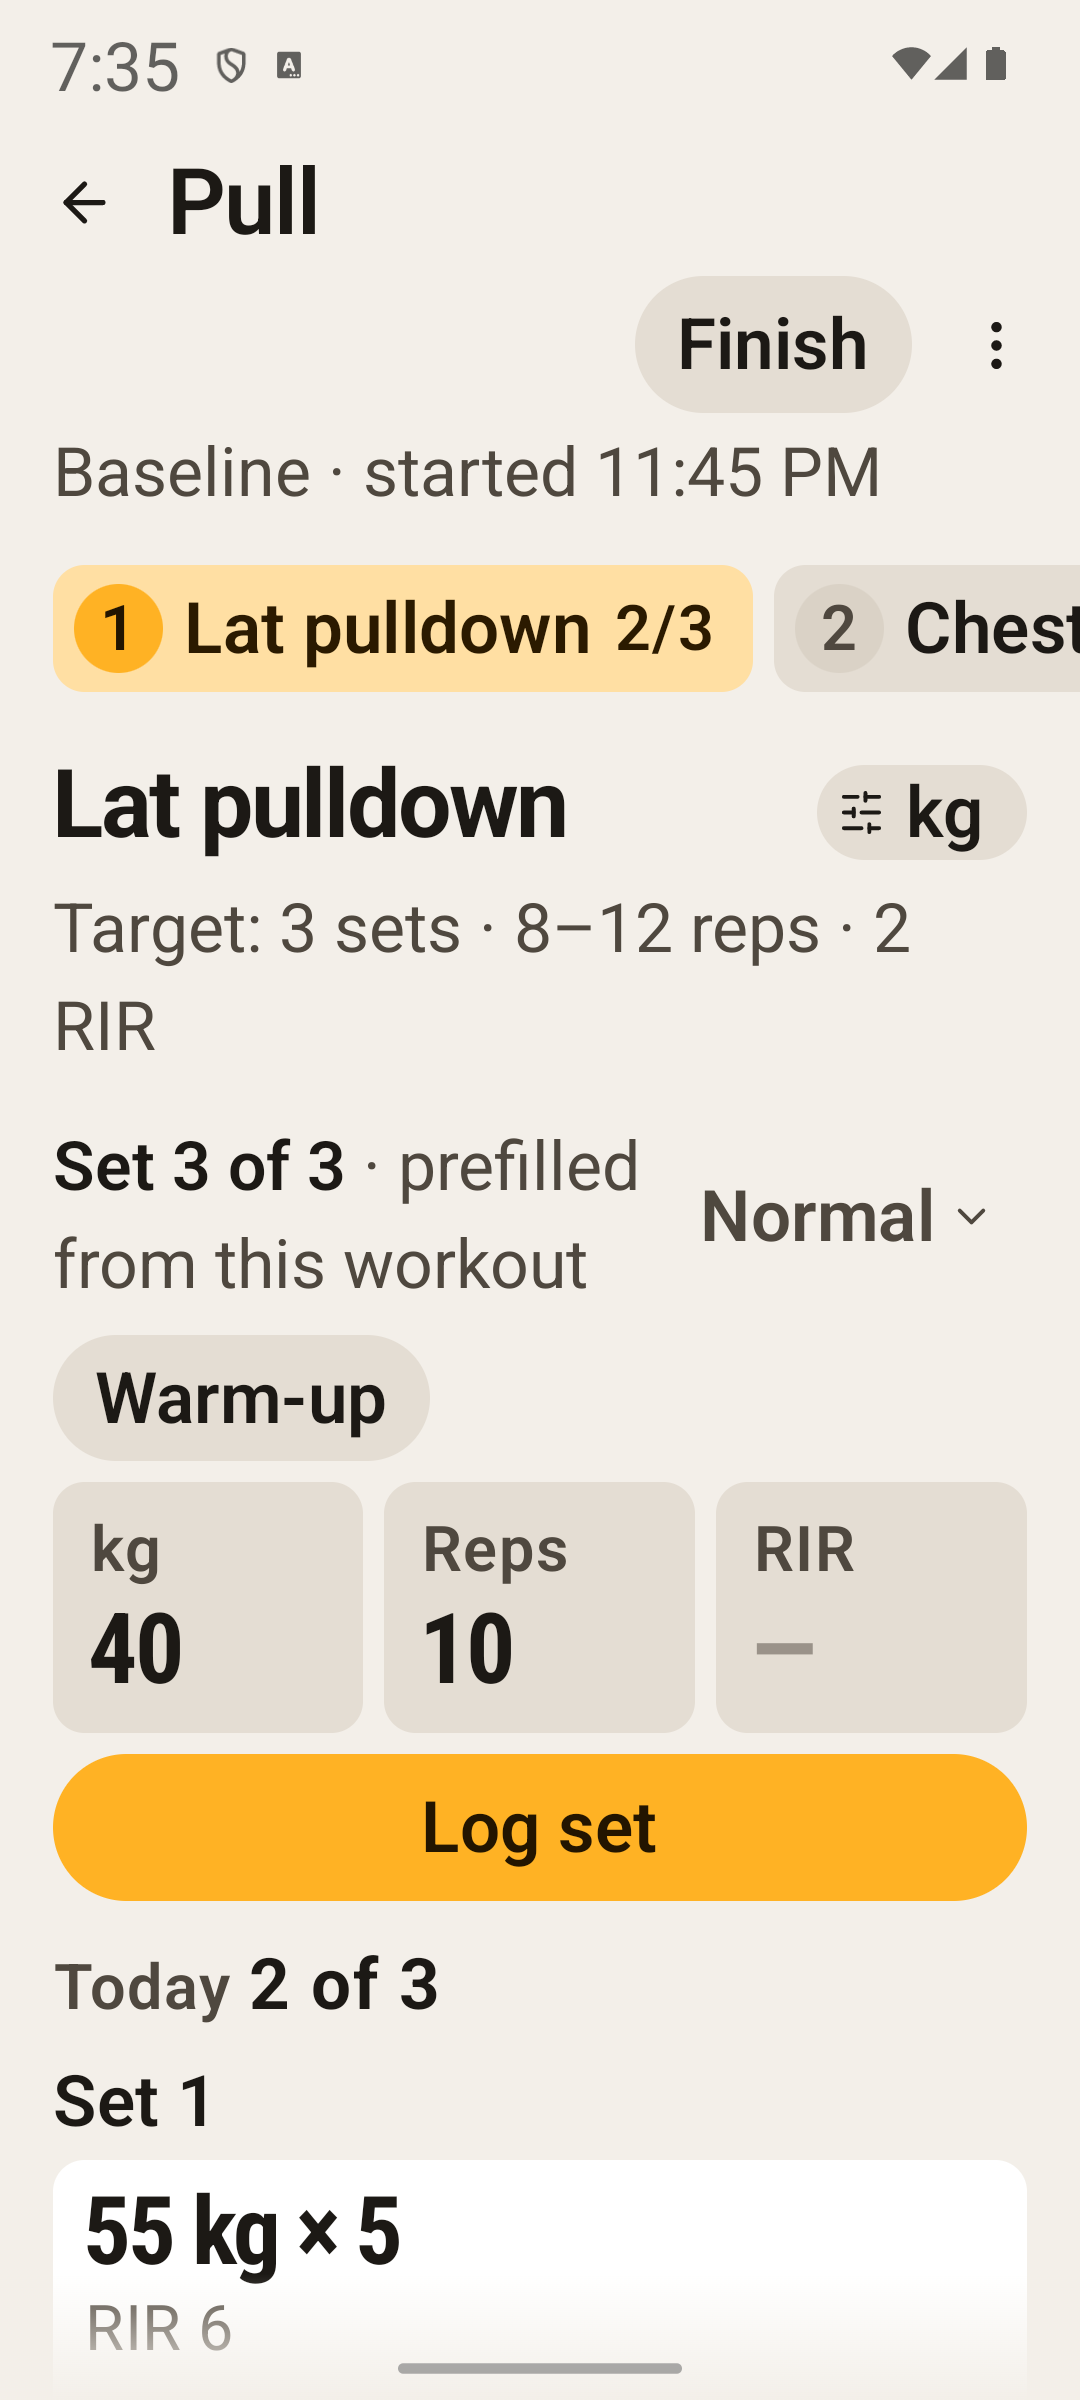 7:35
Pull
Finish
Baseline · started 11:45 PM
1 Lat pulldown 2/3
2 Chest
Lat pulldown
kg
Target: 3 sets · 8–12 reps · 2
RIR
Set 3 of 3 · prefilled
from this workout
Normal
Warm-up
kg
40
Reps
10
RIR
–
Log set
Today 2 of 3
Set 1
55 kg × 5
RIR 6